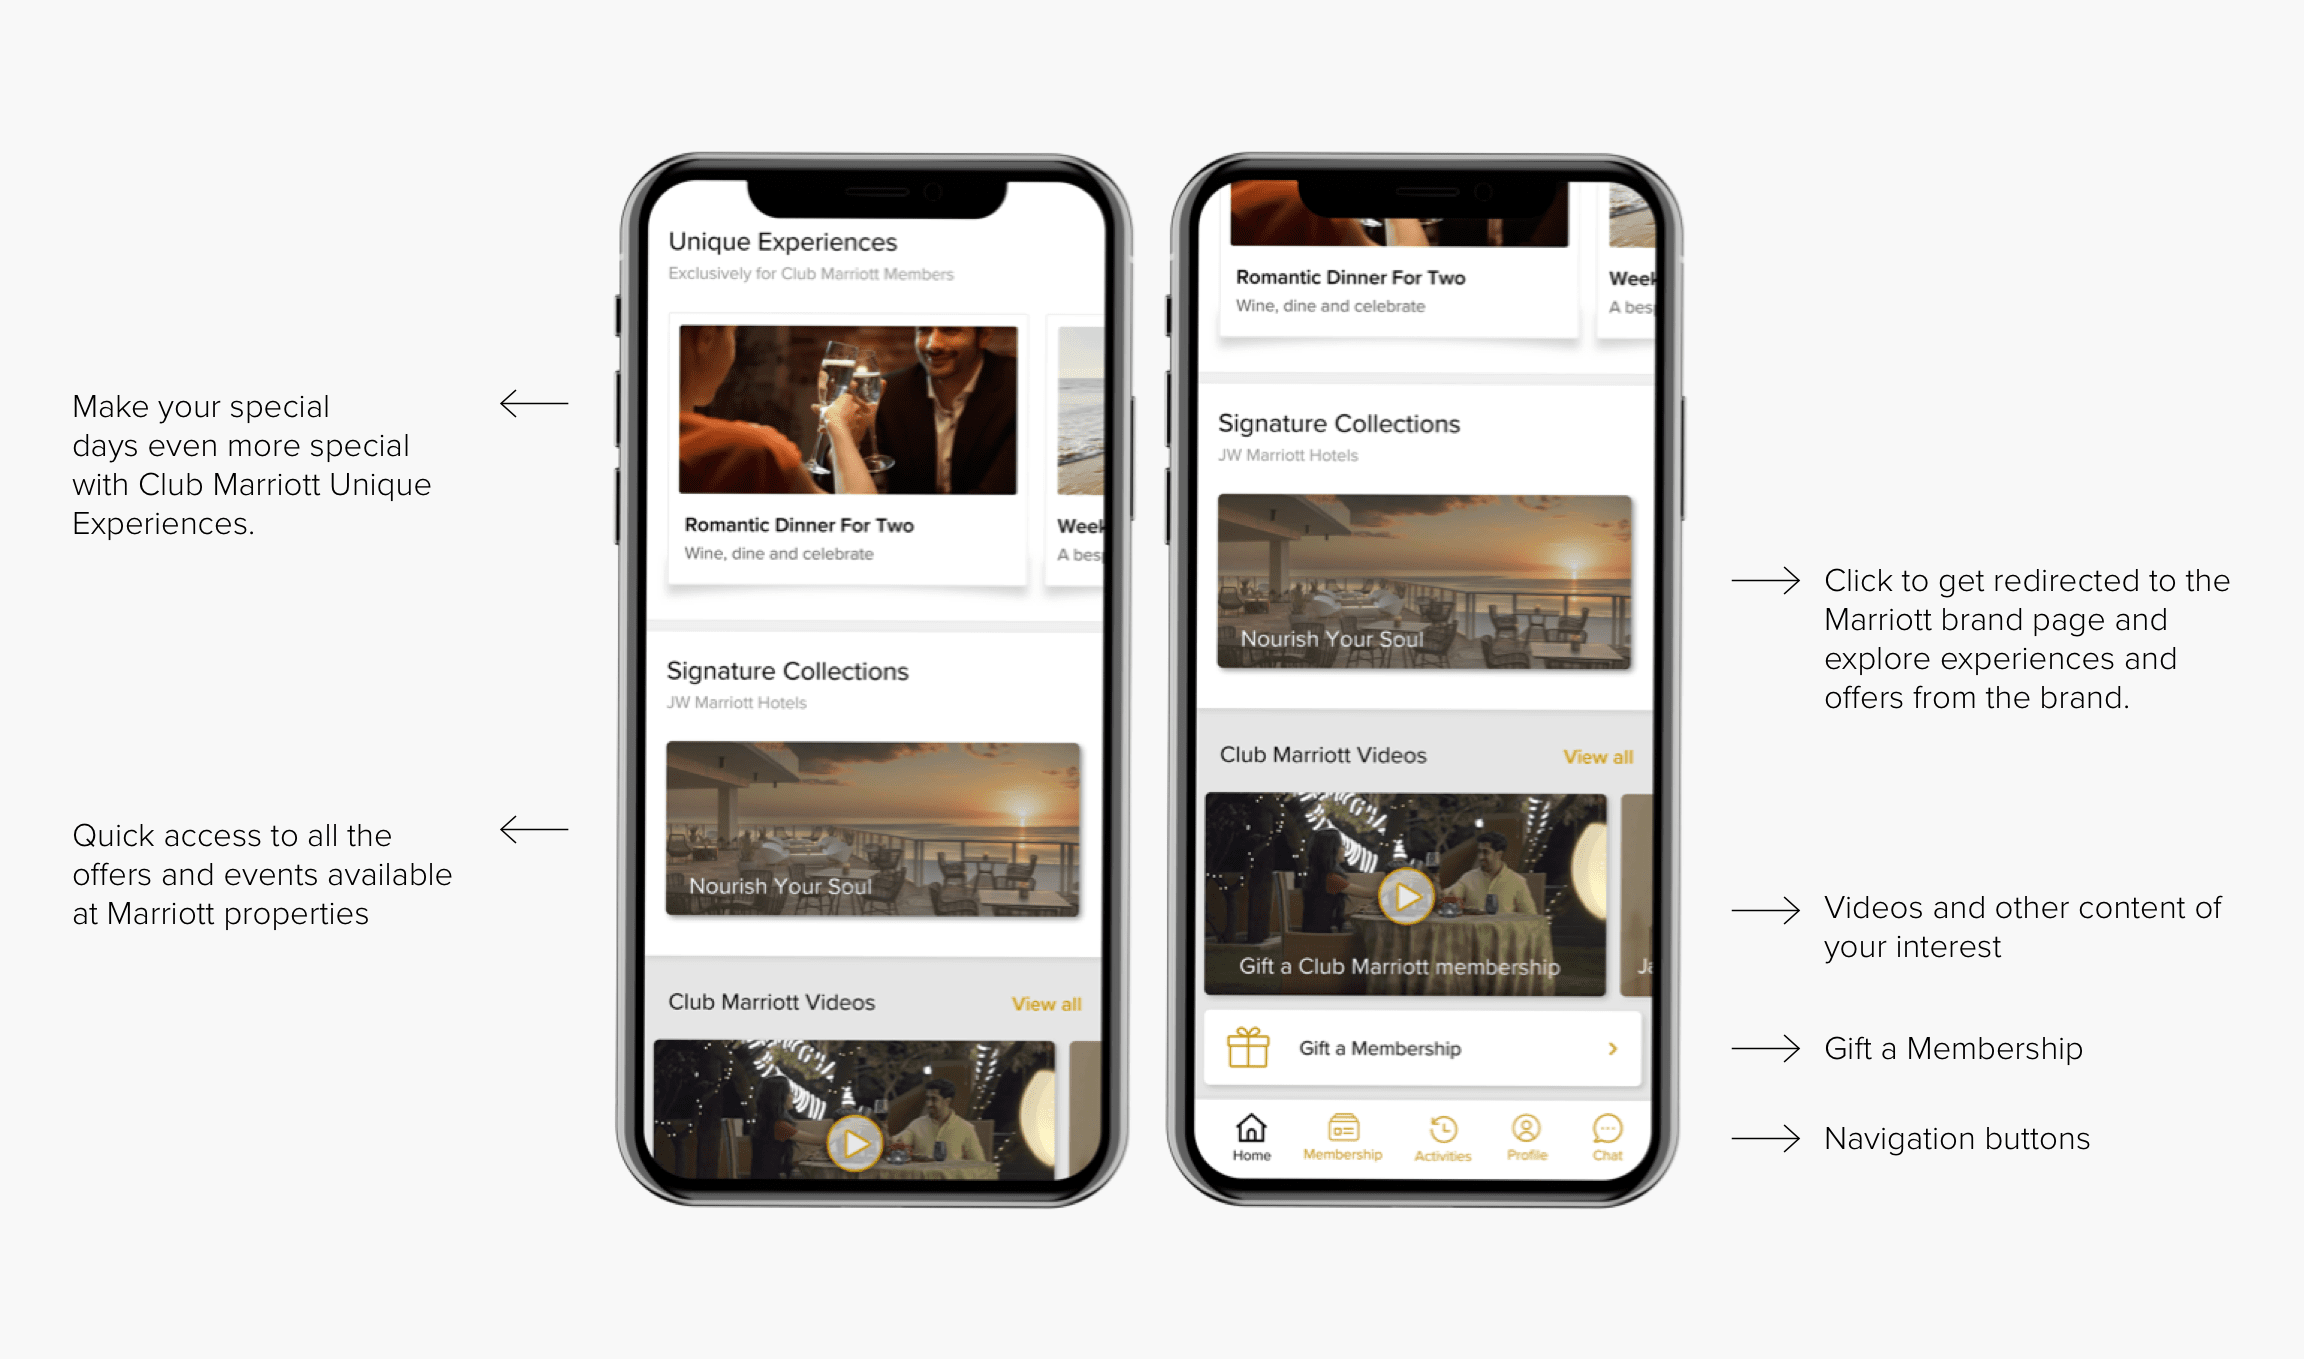 Make your special
days even more special
with Club Marriott Unique
Experiences.
Quick access to all the
offers and events available
at Marriott properties
Unique Experiences
Exclusively for Club Marriott Members
Romantic Dinner For Two
Wine, dine and celebrate
Week
A besp
Signature Collections
JW Marriott Hotels
Nourish Your Soul
Club Marriott Videos
View all
Romantic Dinner For Two
Wine, dine and celebrate
Week
A besp
Signature Collections
JW Marriott Hotels
Nourish Your Soul
Club Marriott Videos
View all
Gift a Club Marriott membership
Ja
Gift a Membership
Home
Membership
Activities
Profile
Chat
Click to get redirected to the
Marriott brand page and
explore experiences and
offers from the brand.
Videos and other content of
your interest
Gift a Membership
Navigation buttons